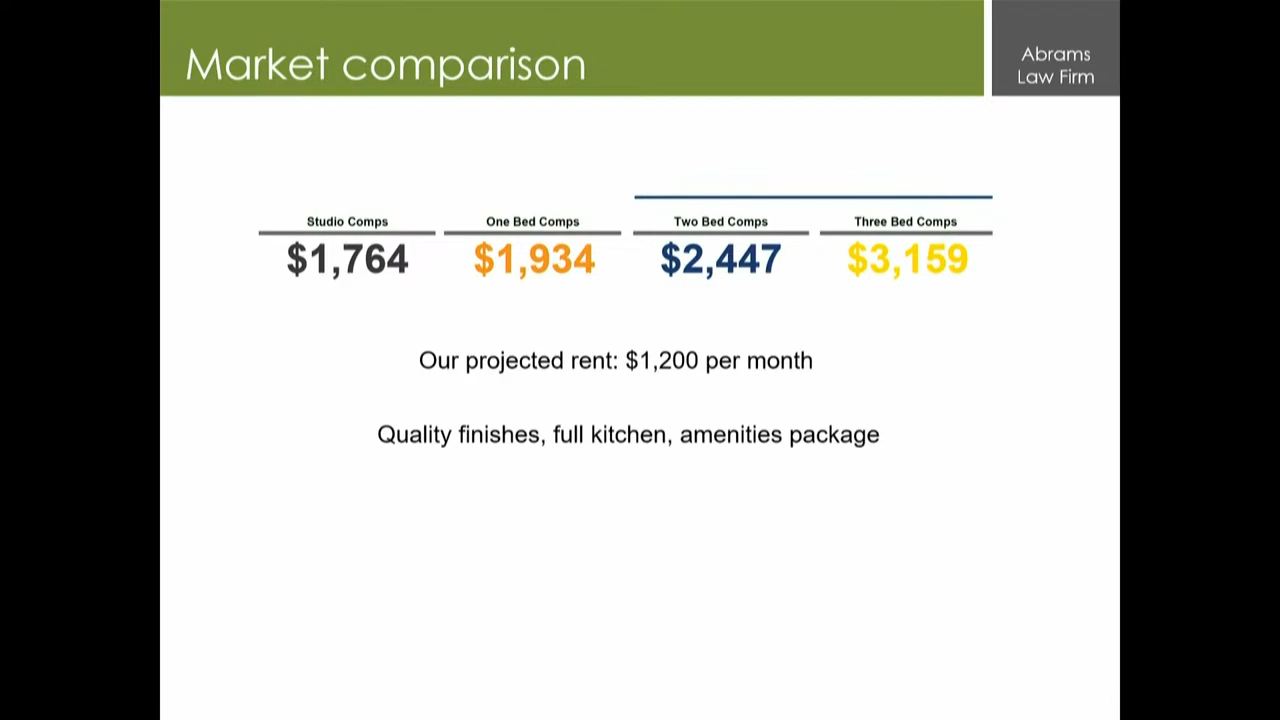 Market comparison
Abrams
Law Firm
Studio Comps
One Bed Comps
Two Bed Comps
Three Bed Comps
$1,764
$1,934
$2,447
$3,159
Our projected rent: $1,200 per month
Quality finishes, full kitchen, amenities package